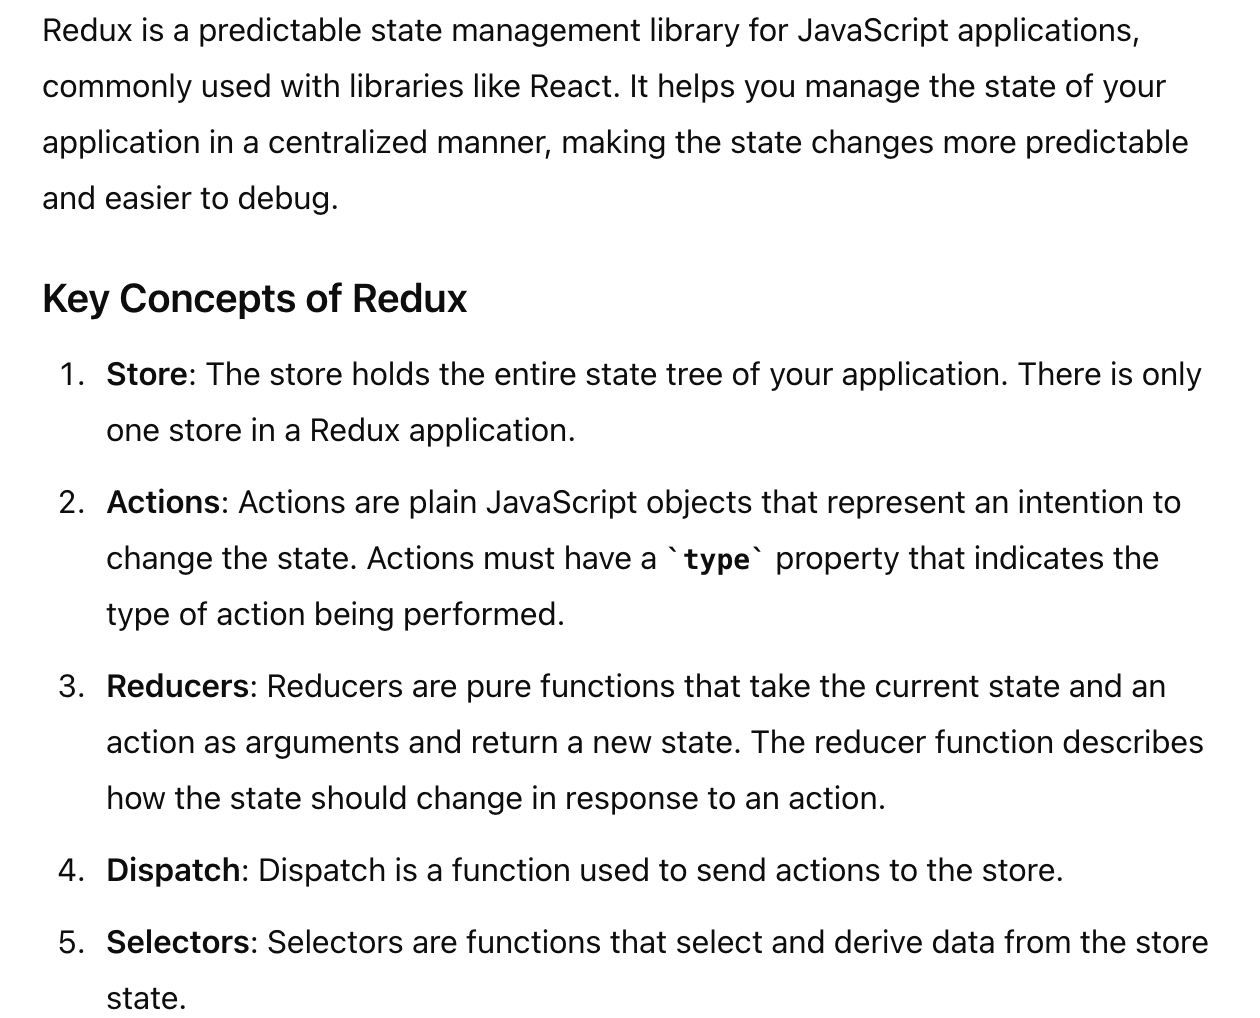 Redux is a predictable state management library for JavaScript applications,
commonly used with libraries like React. It helps you manage the state of your
application in a centralized manner, making the state changes more predictable
and easier to debug.
Key Concepts of Redux
1. Store: The store holds the entire state tree of your application. There is only
one store in a Redux application.
2. Actions: Actions are plain JavaScript objects that represent an intention to
change the state. Actions must have a `type` property that indicates the
type of action being performed.
3. Reducers: Reducers are pure functions that take the current state and an
action as arguments and return a new state. The reducer function describes
how the state should change in response to an action.
4. Dispatch: Dispatch is a function used to send actions to the store.
5. Selectors: Selectors are functions that select and derive data from the store
state.